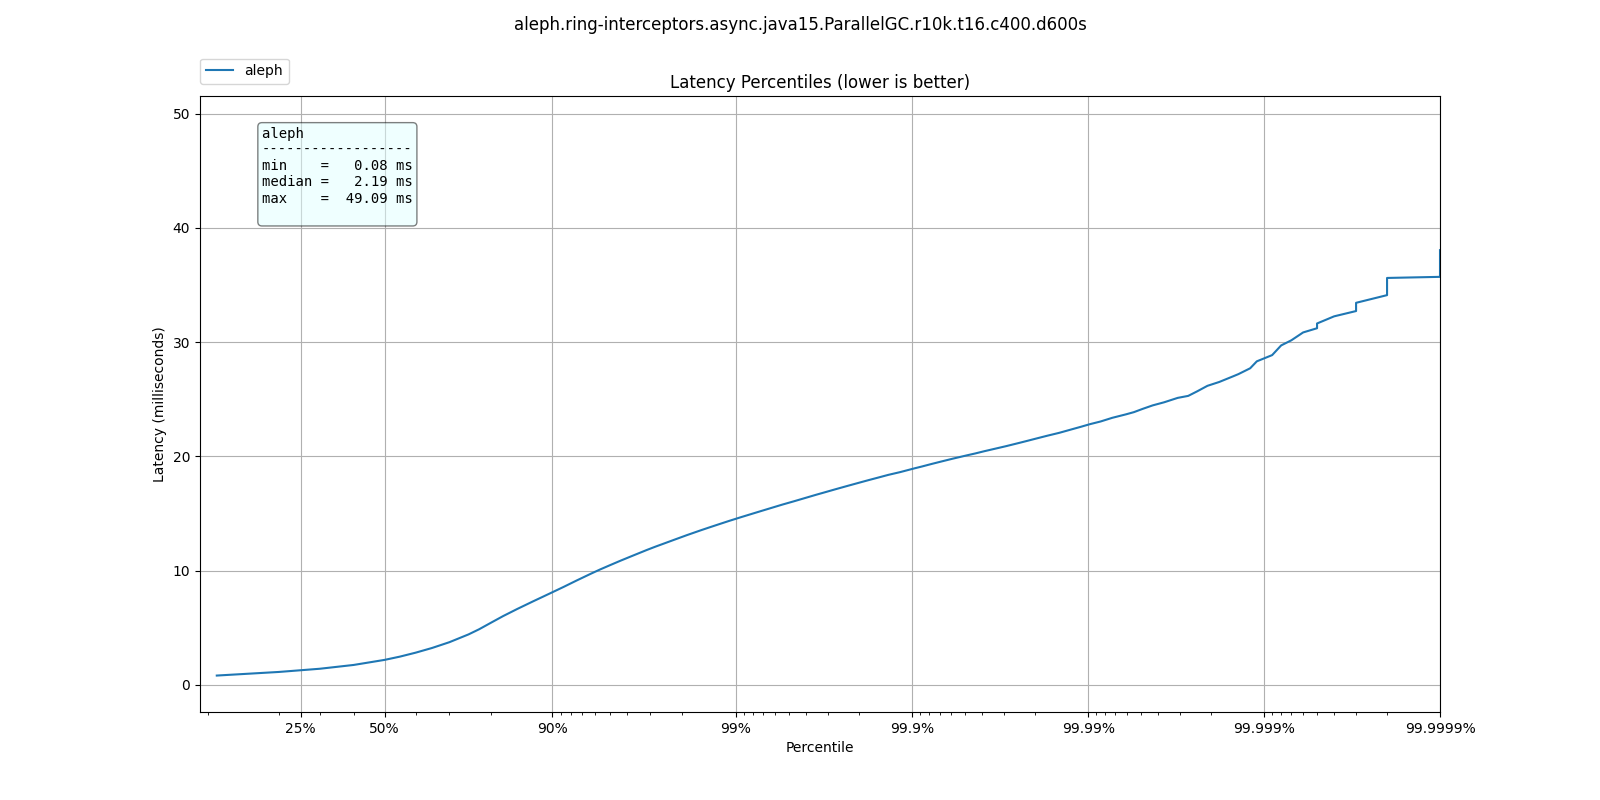 aleph.ring-interceptors.async.java15.ParallelGC.r10k.t16.c400.d600s
aleph
Latency Percentiles (lower is better)
aleph
------------------
min    =   0.08 ms
median =   2.19 ms
max    =  49.09 ms
50
40
30
20
10
0
Latency (milliseconds)
25% 50% 90% 99% 99.9% 99.99% 99.999% 99.9999%
Percentile